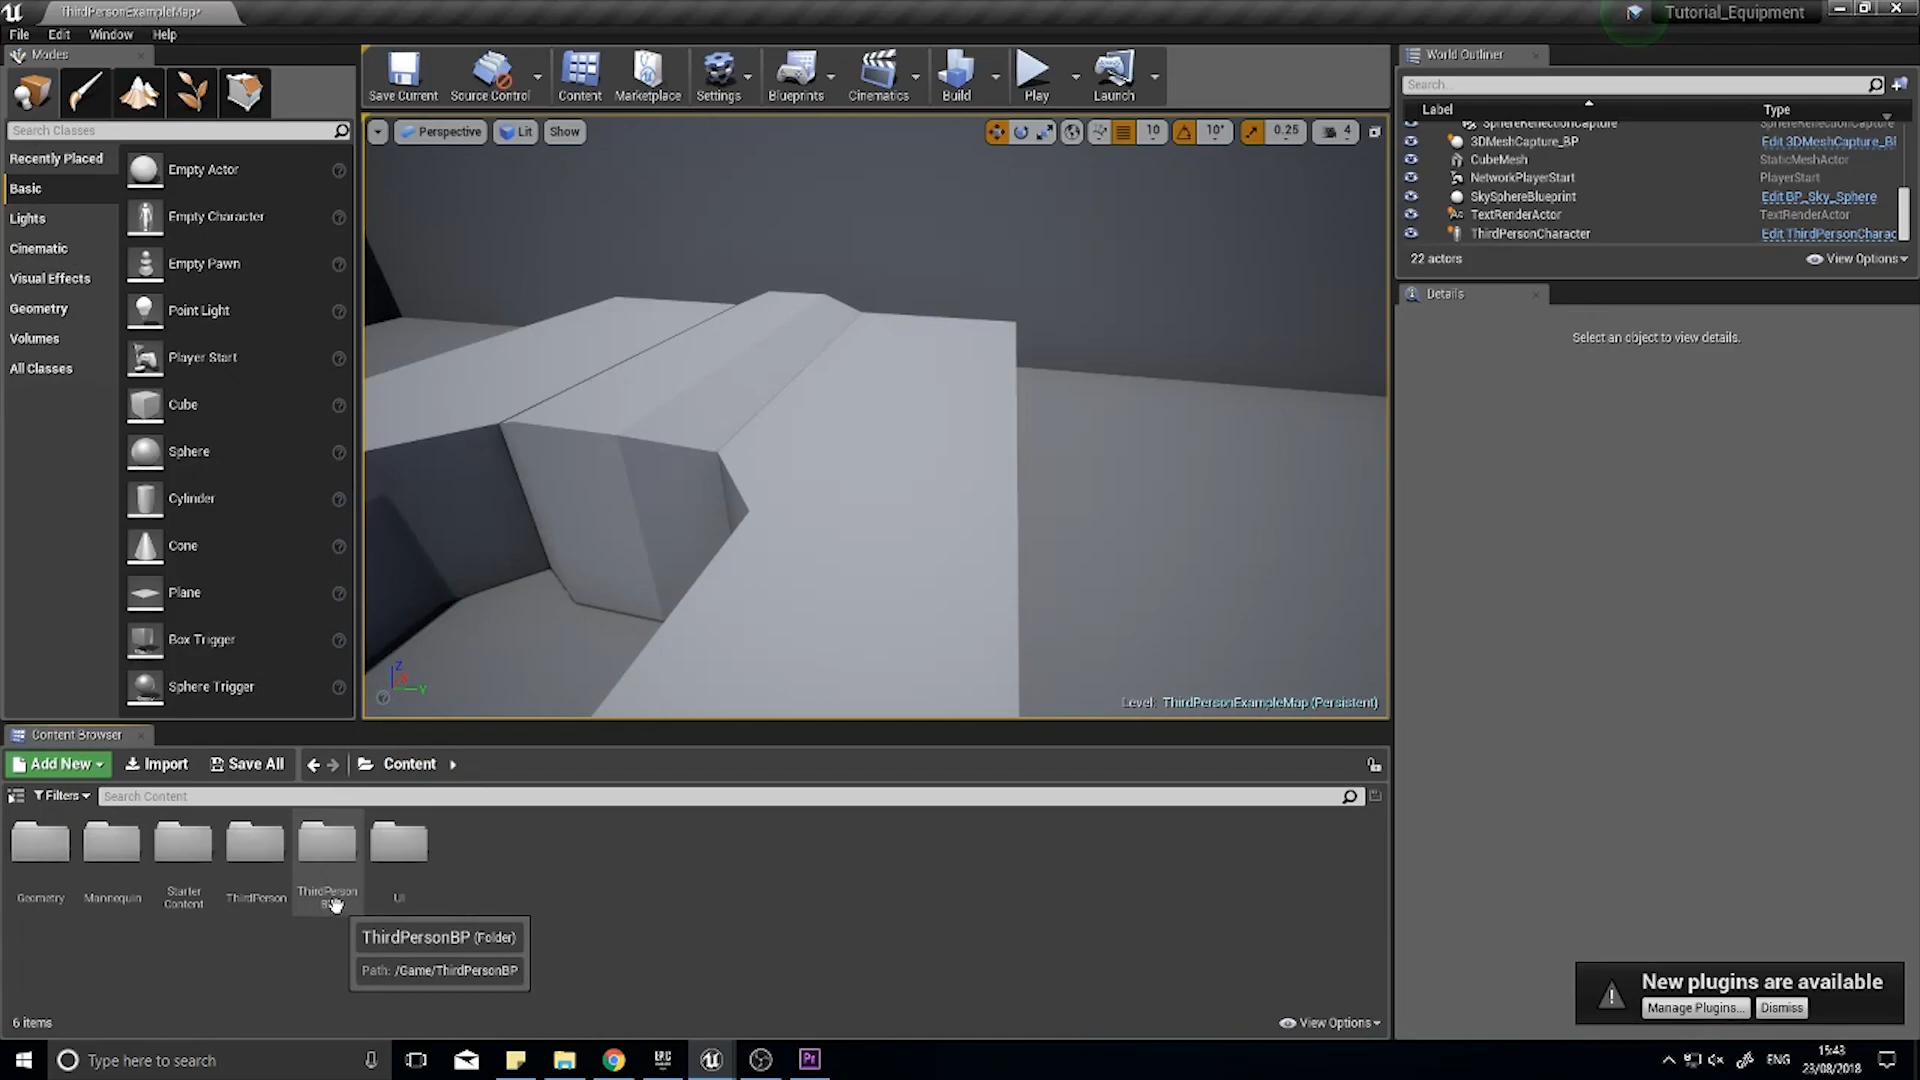 ThirdPersonExampleMap*
Tutorial_Equipment
File Edit Window Help
Modes
Save Current Source Control Content Marketplace Settings Blueprints Cinematics Build Play Launch
Search Classes
Recently Placed
Basic
Lights
Cinematic
Visual Effects
Geometry
Volumes
All Classes
Empty Actor
Empty Character
Empty Pawn
Point Light
Player Start
Cube
Sphere
Cylinder
Cone
Plane
Box Trigger
Sphere Trigger
Perspective Lit Show
10 10° 0.25 4
Z
Y
Level: ThirdPersonExampleMap (Persistent)
World Outliner
Search...
Label Type
SphereReflectionCapture SphereReflectionCapture
3DMeshCapture_BP Edit 3DMeshCapture_BP
CubeMesh StaticMeshActor
NetworkPlayerStart PlayerStart
SkySphereBlueprint Edit BP_Sky_Sphere
TextRenderActor TextRenderActor
ThirdPersonCharacter Edit ThirdPersonCharac
22 actors View Options
Details
Select an object to view details.
Content Browser
Add New Import Save All Content
Filters Search Content
Geometry
Mannequin
Starter
Content
ThirdPerson
ThirdPerson
UI
ThirdPersonBP (Folder)
Path: /Game/ThirdPersonBP
6 items View Options
New plugins are available
Manage Plugins... Dismiss
Type here to search
EPIC
Pr
ENG
15:43
23/08/2018